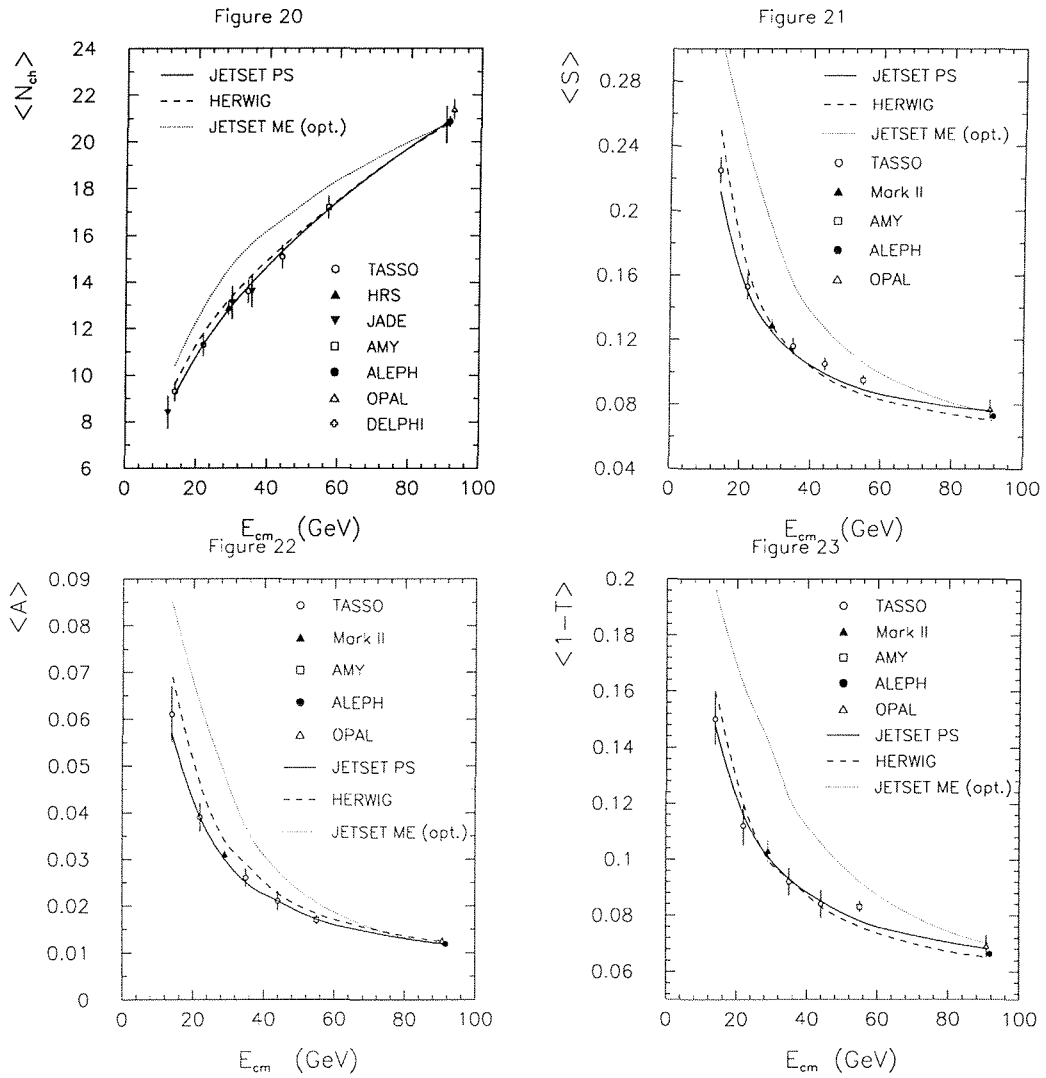 Figure 20
<N_ch>
24
22
20
18
16
14
12
10
8
6
JETSET PS
HERWIG
JETSET ME (opt.)
TASSO
HRS
JADE
AMY
ALEPH
OPAL
DELPHI
0 20 40 60 80 100
E_cm (GeV)
Figure 21
<S>
0.28
0.24
0.2
0.16
0.12
0.08
0.04
JETSET PS
HERWIG
JETSET ME (opt.)
TASSO
Mark II
AMY
ALEPH
OPAL
0 20 40 60 80 100
E_cm (GeV)
Figure 22
<A>
0.09
0.08
0.07
0.06
0.05
0.04
0.03
0.02
0.01
0
TASSO
Mark II
AMY
ALEPH
OPAL
JETSET PS
HERWIG
JETSET ME (opt.)
0 20 40 60 80 100
E_cm (GeV)
Figure 23
<1-T>
0.2
0.18
0.16
0.14
0.12
0.1
0.08
0.06
TASSO
Mark II
AMY
ALEPH
OPAL
JETSET PS
HERWIG
JETSET ME (opt.)
0 20 40 60 80 100
E_cm (GeV)